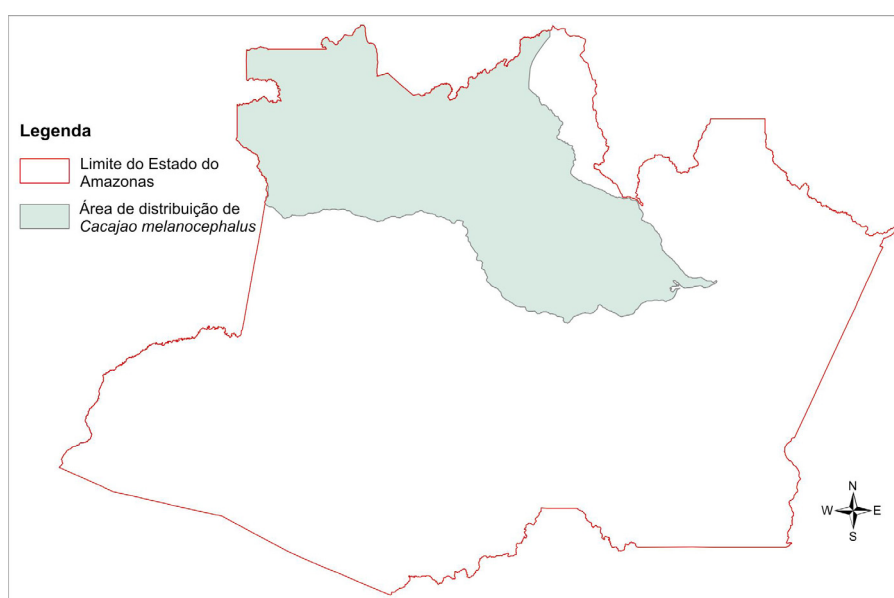 Legenda
Limite do Estado do
Amazonas
Área de distribuição de
Cacajao melanocephalus
N
W
E
S